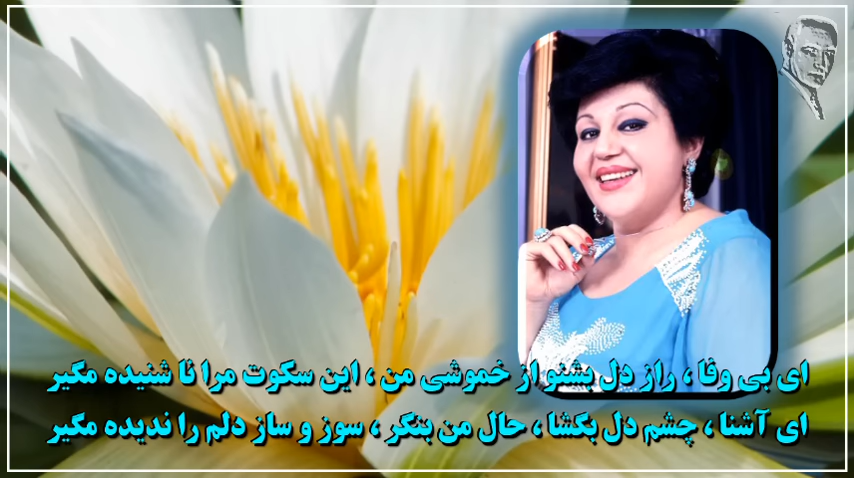 ای بی وفا ، راز دل بشنو از خموشی من ، این سکوت مرا نا شنیده مگیر
ای آشنا ، چشم دل بگشا ، حال من بنگر ، سوز و ساز دلم را ندیده مگیر